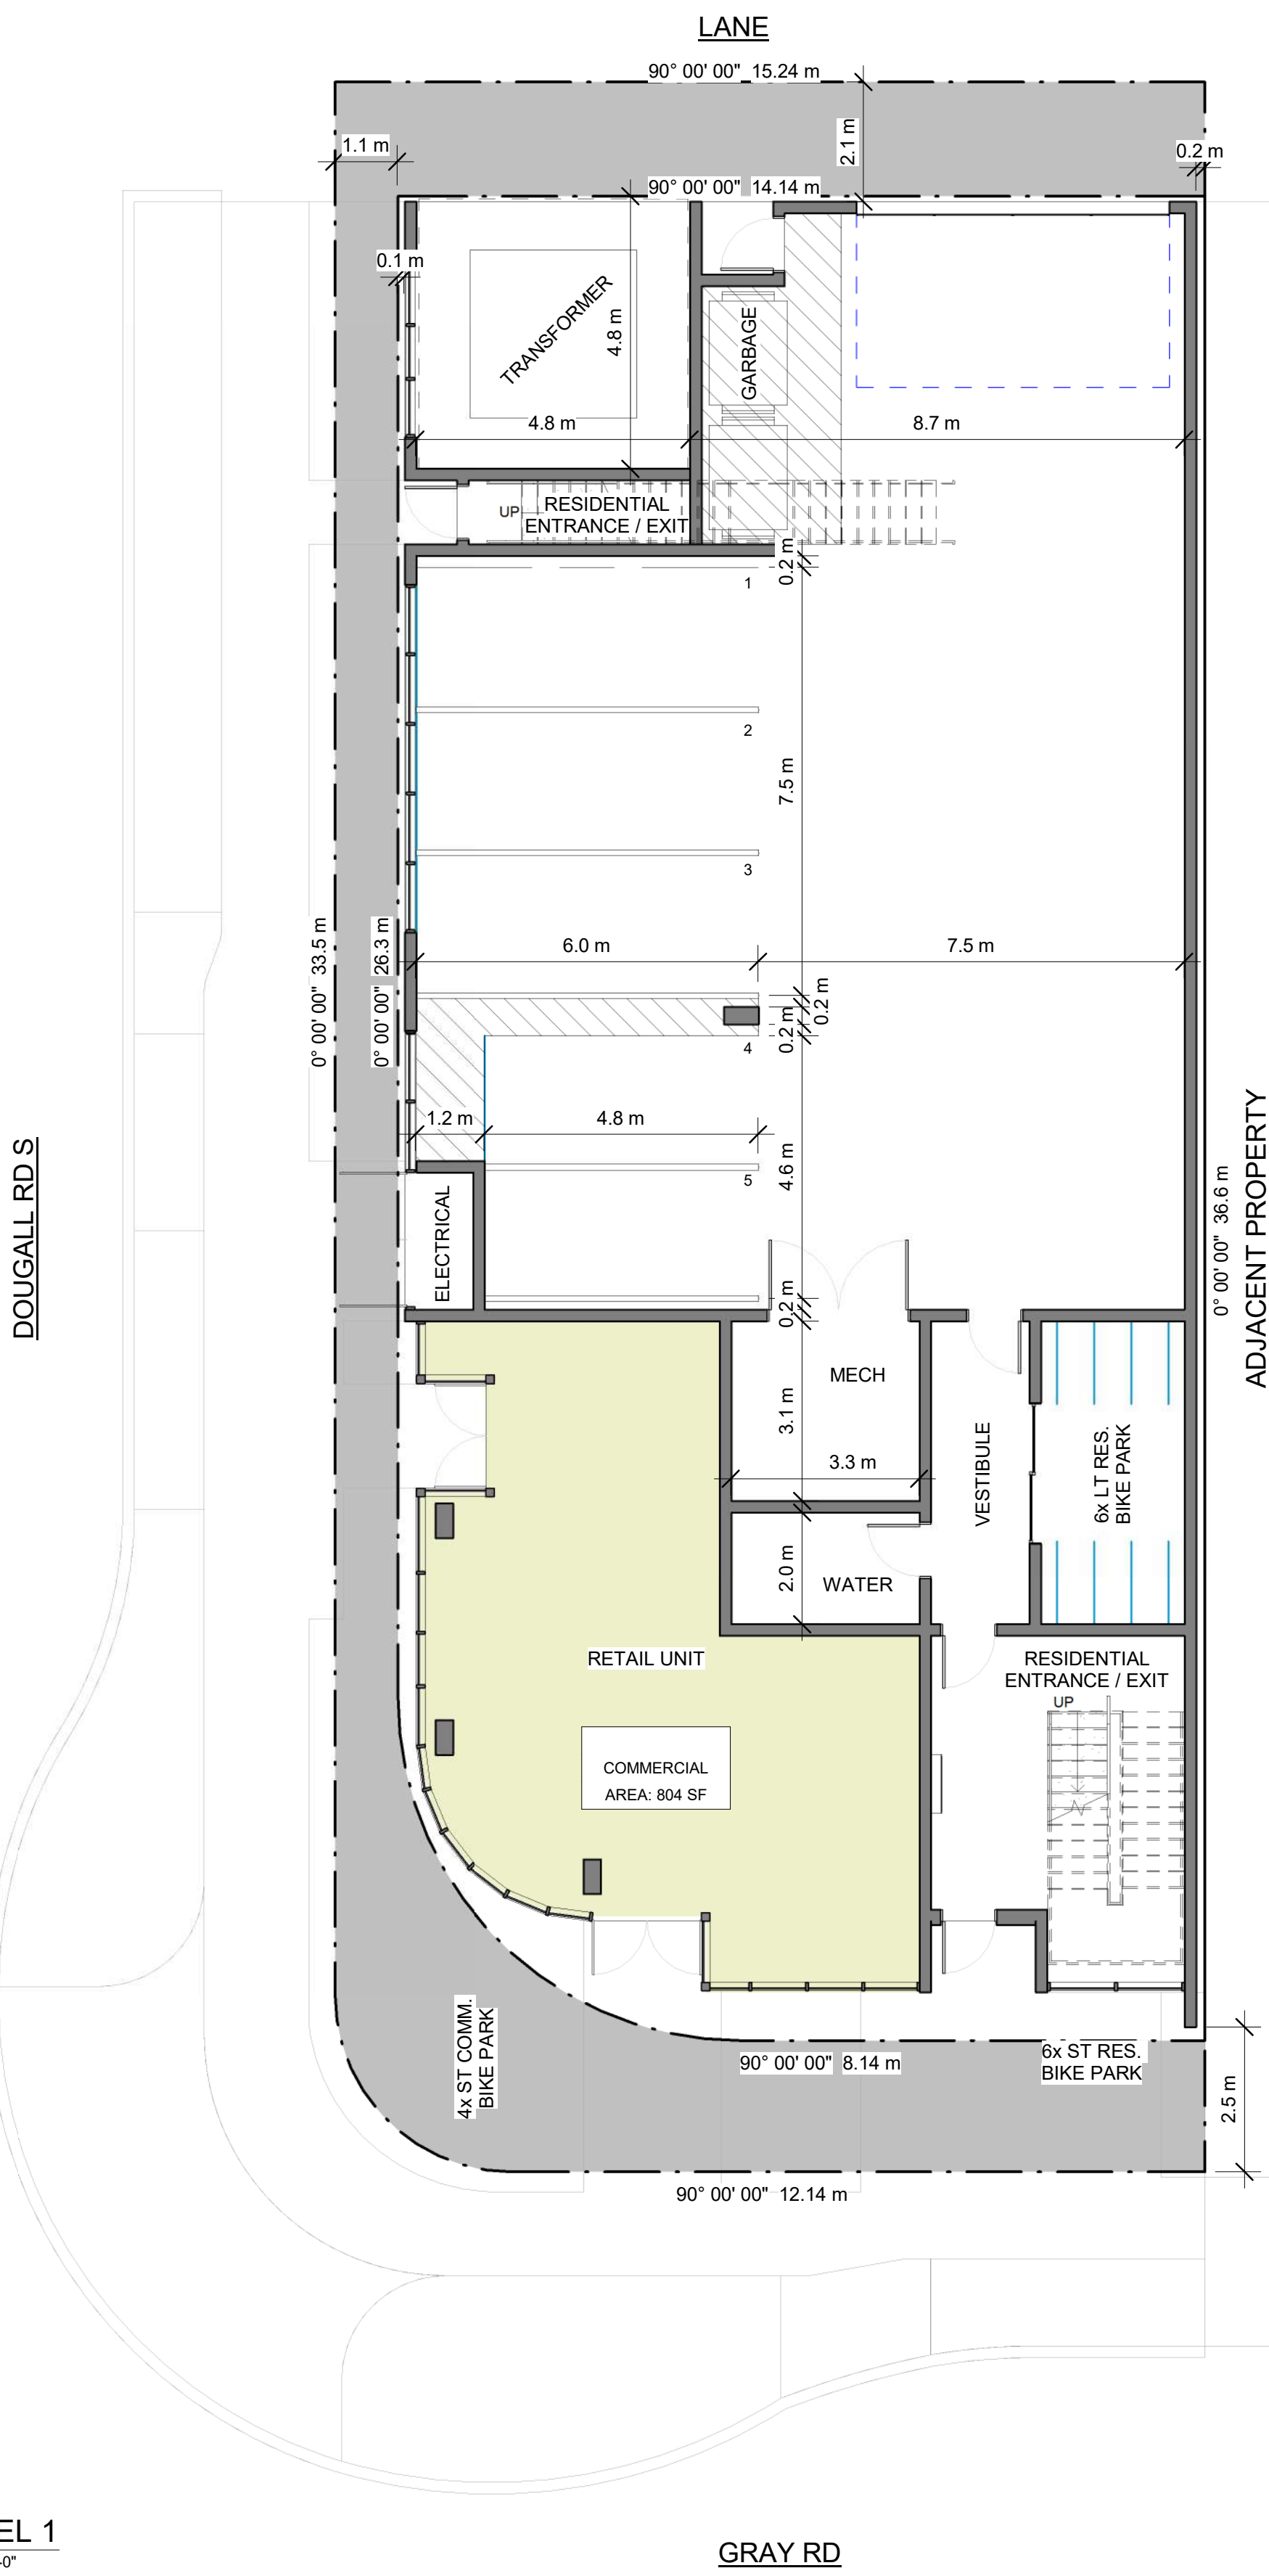 LANE
90° 00' 00" 15.24 m
1.1 m
2.1 m
0.2 m
90° 00' 00" 14.14 m
0.1 m
TRANSFORMER
4.8 m
GARBAGE
4.8 m
8.7 m
UP
RESIDENTIAL
ENTRANCE / EXIT
0.2 m
1
2
7.5 m
3
0° 00' 00" 33.5 m
0° 00' 00" 26.3 m
6.0 m
7.5 m
0.2 m
0.2 m
4
1.2 m
4.8 m
4.6 m
5
DOUGALL RD S
ELECTRICAL
0° 00' 00" 36.6 m
ADJACENT PROPERTY
0.2 m
MECH
3.1 m
3.3 m
VESTIBULE
6x LT RES.
BIKE PARK
2.0 m
WATER
RETAIL UNIT
RESIDENTIAL
ENTRANCE / EXIT
UP
COMMERCIAL
AREA: 804 SF
4x ST COMM.
BIKE PARK
90° 00' 00" 8.14 m
6x ST RES.
BIKE PARK
2.5 m
90° 00' 00" 12.14 m
EL 1
0"
GRAY RD